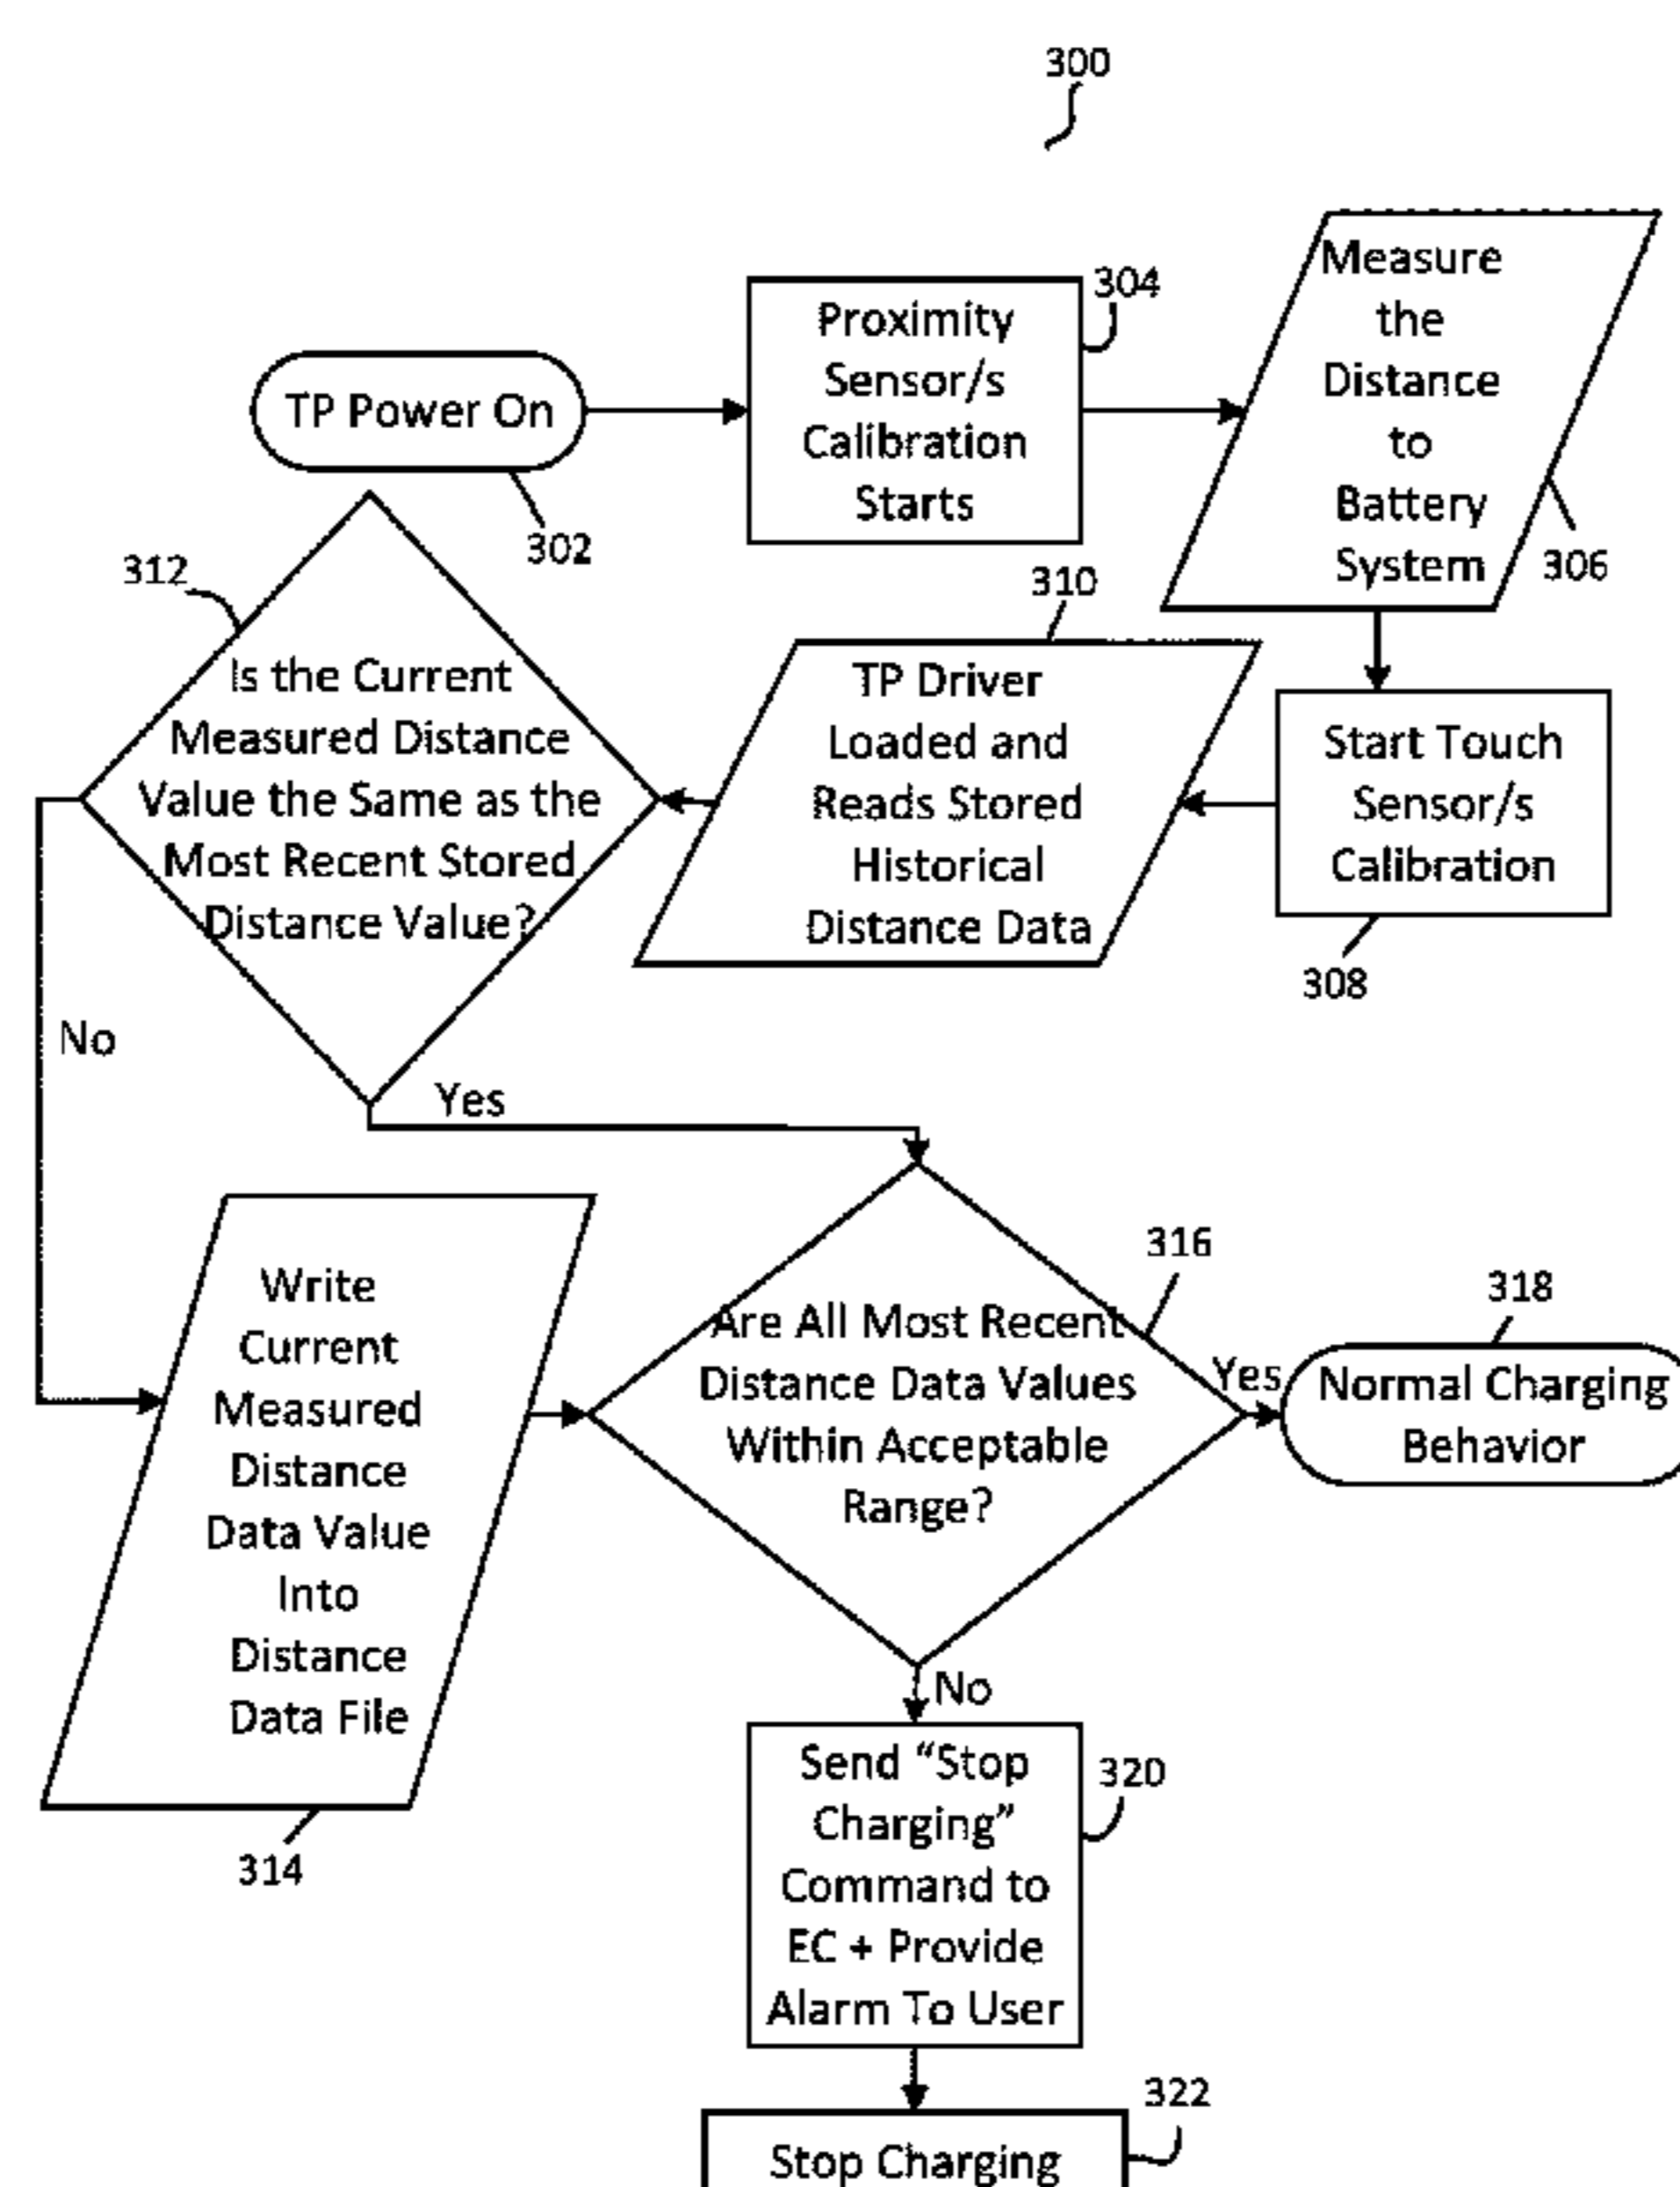 300
TP Power On
302
Proximity
Sensor/s
Calibration
Starts
304
Measure
the
Distance
to
Battery
System
306
Start Touch
Sensor/s
Calibration
308
310
TP Driver
Loaded and
Reads Stored
Historical
Distance Data
312
Is the Current
Measured Distance
Value the Same as the
Most Recent Stored
Distance Value?
No
Yes
Write
Current
Measured
Distance
Data Value
Into
Distance
Data File
314
316
Are All Most Recent
Distance Data Values
Within Acceptable
Range?
Yes
318
Normal Charging
Behavior
No
Send “Stop
Charging”
Command to
EC + Provide
Alarm To User
320
322
Stop Charging